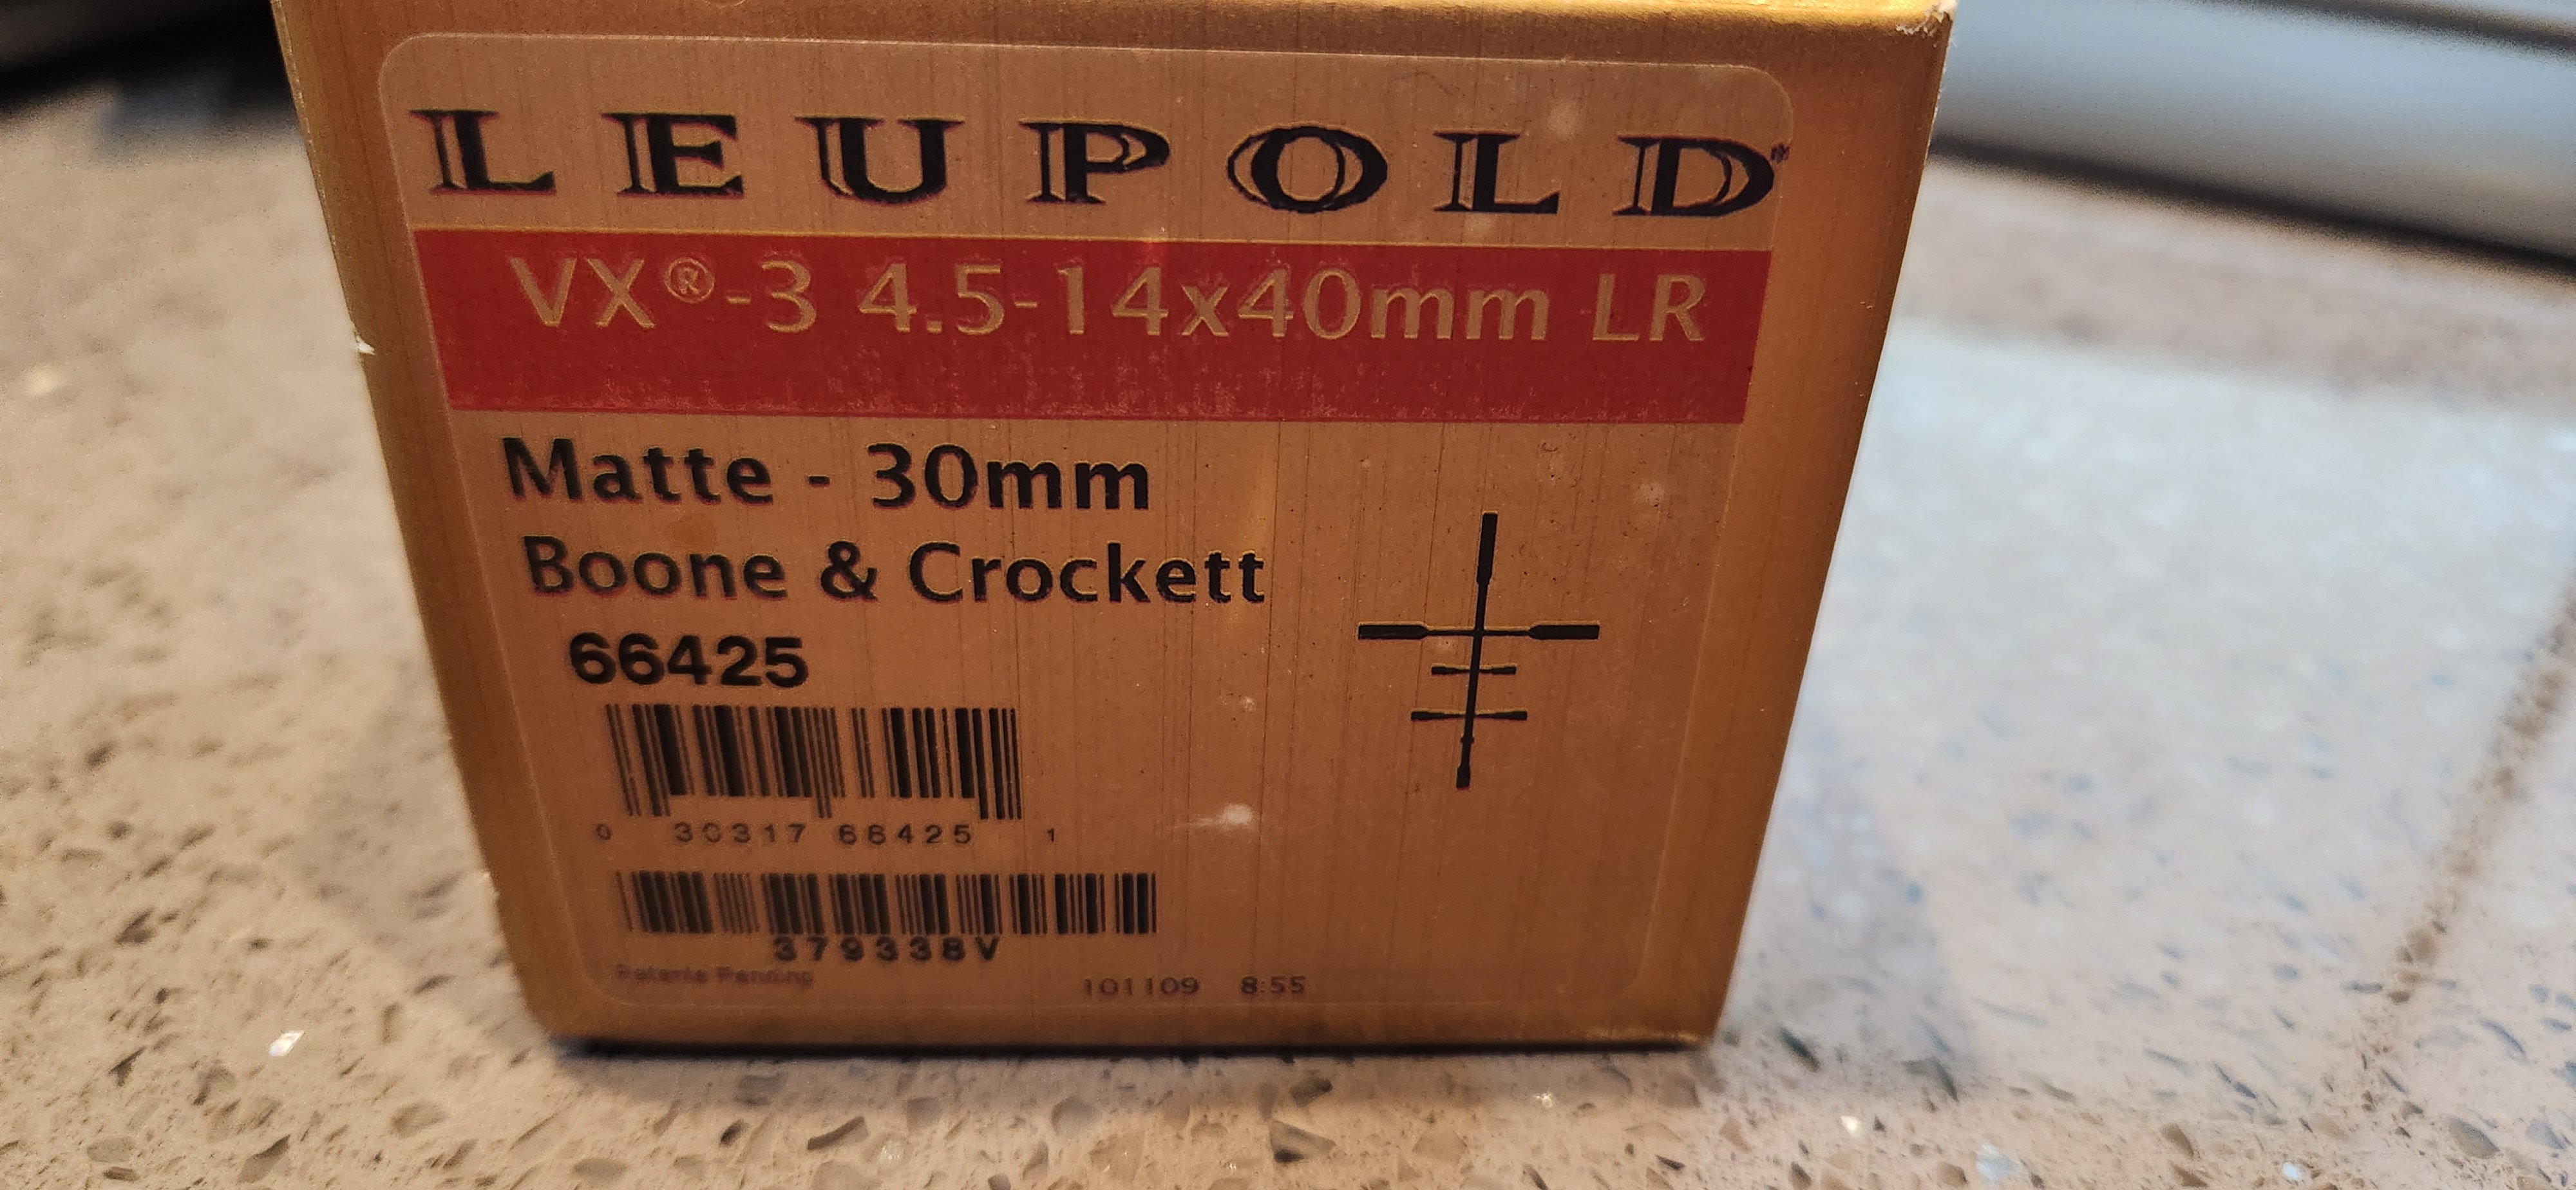 LEUPOLD
VX®-3 4.5-14x40mm LR
Matte - 30mm
Boone & Crockett
66425
0 30317 66425 1
379338V
Patents Pending
101109 8:55